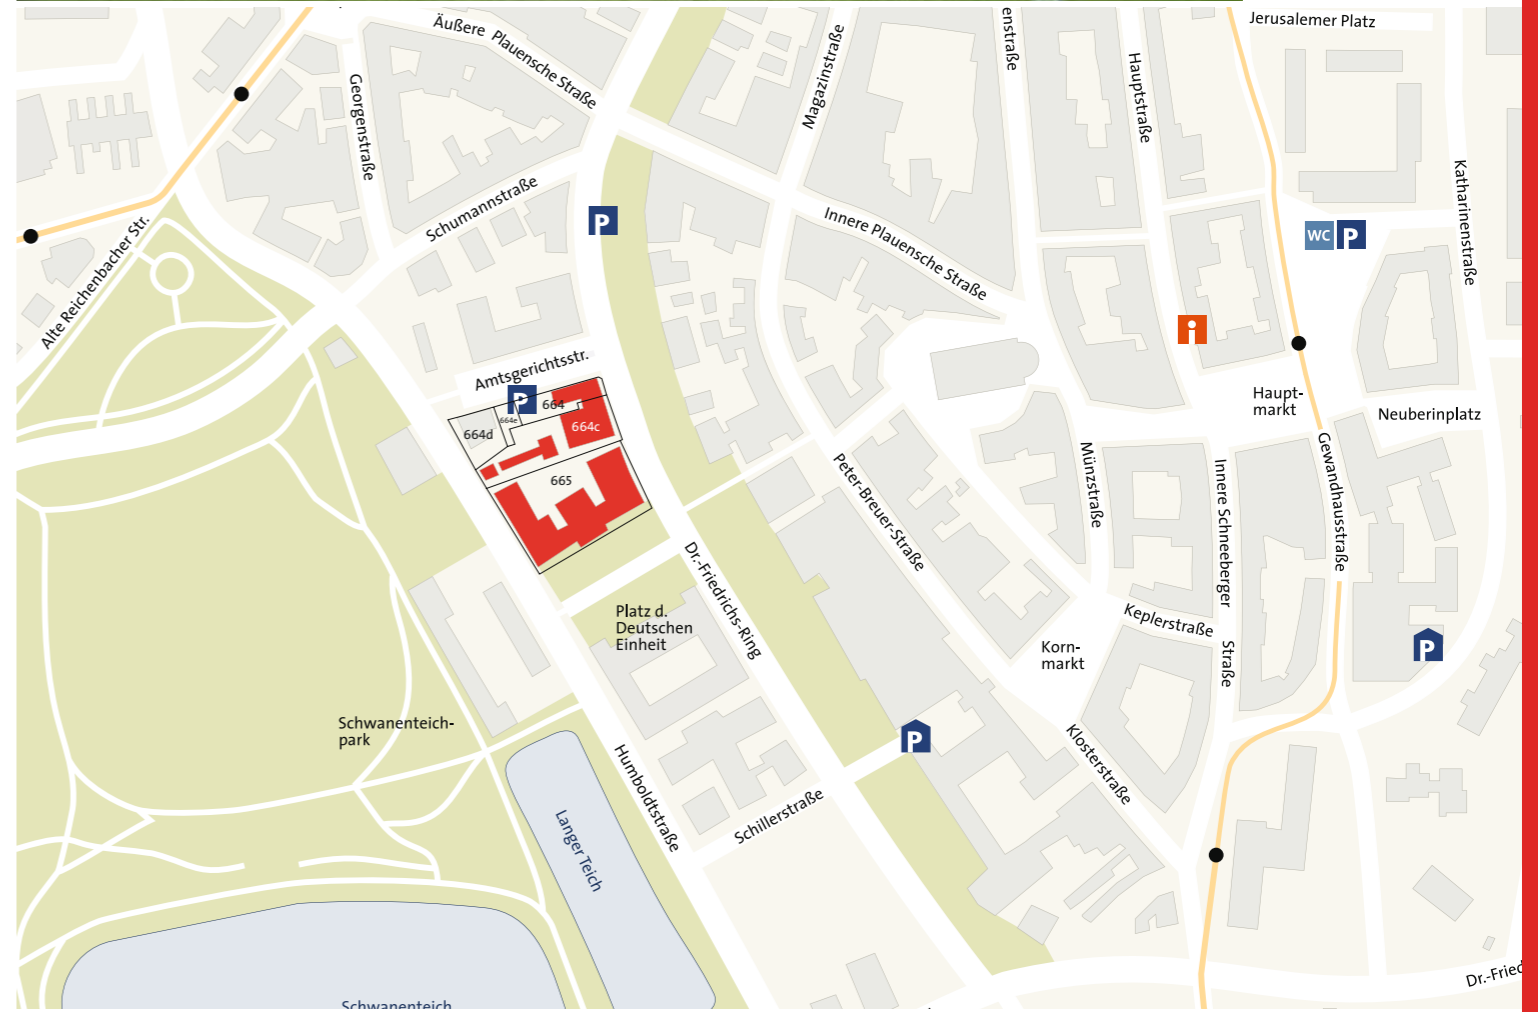 Jerusalemer Platz
Äußere Plauensche Straße
Magazinstraße
enstraße
Hauptstraße
Georgenstraße
Katharinenstraße
Schumannstraße
P
Innere Plauensche Straße
WC
P
Alte Reichenbacher Str.
i
Amtsgerichtsstr.
P
664
664e
664d
664c
665
Haupt-
markt
Neuberinplatz
Peter-Breuer-Straße
Münzstraße
Innere Schneeberger
Straße
Gewandhausstraße
Dr.-Friedrichs-Ring
Platz d.
Deutschen
Einheit
Keplerstraße
Korn-
markt
P
Schwanenteich-
park
P
Klosterstraße
Humboldtstraße
Schillerstraße
Langer Teich
Dr.-Fried
Schwanenteich